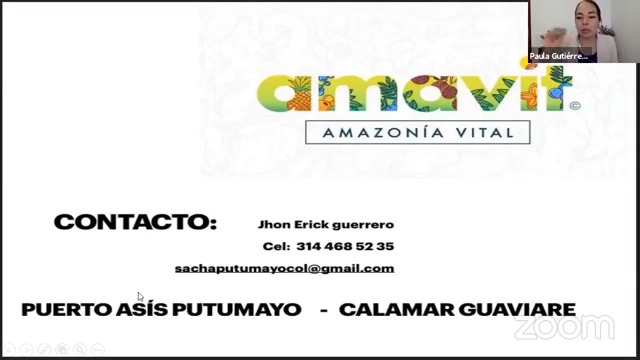 Paula Gutiérre...
amavit
©
AMAZONÍA VITAL
CONTACTO:
Jhon Erick guerrero
Cel: 314 468 52 35
sachaputumayocol@gmail.com
PUERTO ASÍS PUTUMAYO - CALAMAR GUAVIARE
zoom